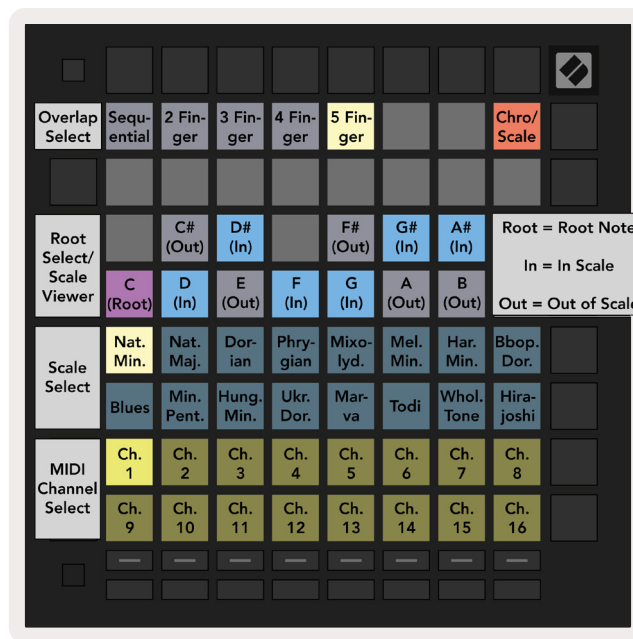 Overlap
Select
Sequ-
ential
2 Fin-
ger
3 Fin-
ger
4 Fin-
ger
5 Fin-
ger
Chro/
Scale
Root
Select/
Scale
Viewer
C#
(Out)
D#
(In)
F#
(Out)
G#
(In)
A#
(In)
Root = Root Note
In = In Scale
Out = Out of Scale
C
(Root)
D
(In)
E
(Out)
F
(In)
G
(In)
A
(Out)
B
(Out)
Scale
Select
Nat.
Min.
Nat.
Maj.
Dor-
ian
Phry-
gian
Mixo-
lyd.
Mel.
Min.
Har.
Min.
Bbop.
Dor.
Blues
Min.
Pent.
Hung.
Min.
Ukr.
Dor.
Mar-
va
Todi
Whol.
Tone
Hira-
joshi
MIDI
Channel
Select
Ch.
1
Ch.
2
Ch.
3
Ch.
4
Ch.
5
Ch.
6
Ch.
7
Ch.
8
Ch.
9
Ch.
10
Ch.
11
Ch.
12
Ch.
13
Ch.
14
Ch.
15
Ch.
16